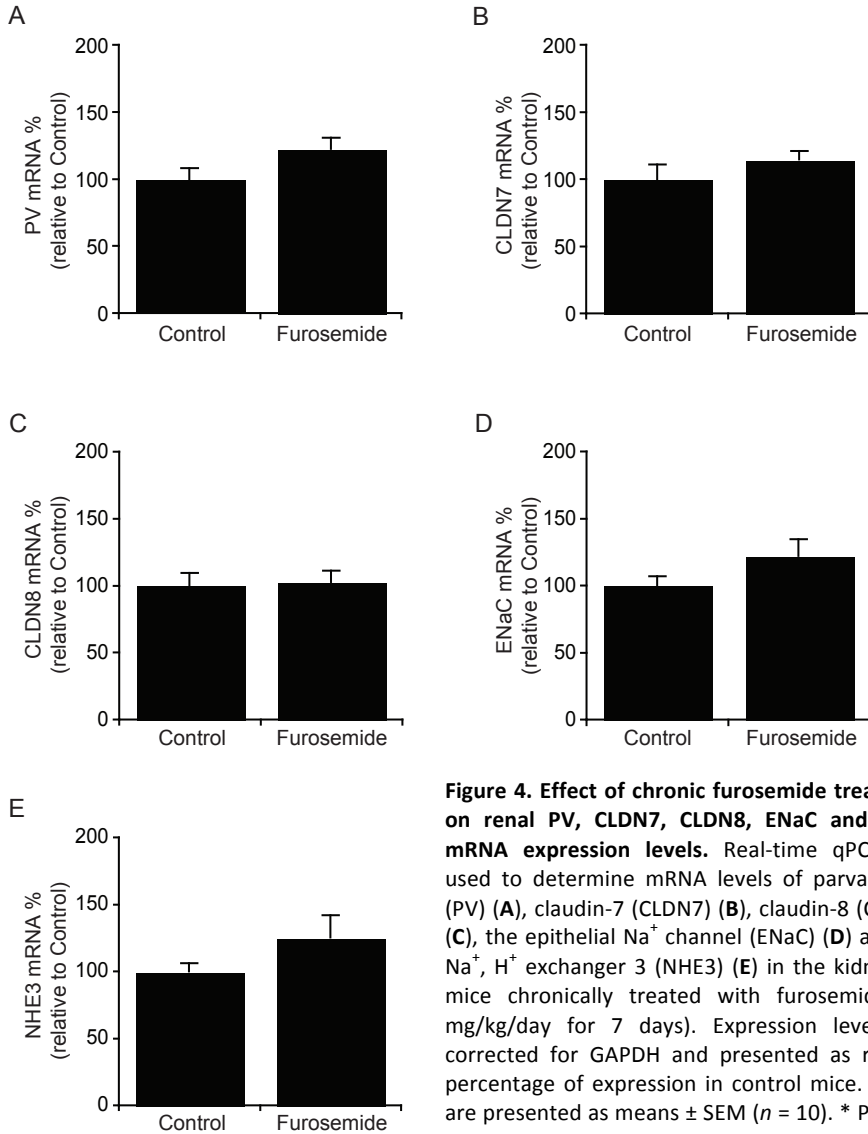 A
200
150
100
50
0
PV mRNA %
(relative to Control)
Control Furosemide
B
200
150
100
50
0
CLDN7 mRNA %
(relative to Control)
Control Furosemide
C
200
150
100
50
0
CLDN8 mRNA %
(relative to Control)
Control Furosemide
D
200
150
100
50
0
ENaC mRNA %
(relative to Control)
Control Furosemide
E
200
150
100
50
0
NHE3 mRNA %
(relative to Control)
Control Furosemide
Figure 4. Effect of chronic furosemide trea
on renal PV, CLDN7, CLDN8, ENaC and
mRNA expression levels. Real-time qPC
used to determine mRNA levels of parva
(PV) (A), claudin-7 (CLDN7) (B), claudin-8 (
(C), the epithelial Na⁺ channel (ENaC) (D) a
Na⁺, H⁺ exchanger 3 (NHE3) (E) in the kidn
mice chronically treated with furosemid
mg/kg/day for 7 days). Expression leve
corrected for GAPDH and presented as r
percentage of expression in control mice.
are presented as means ± SEM (n = 10). * P